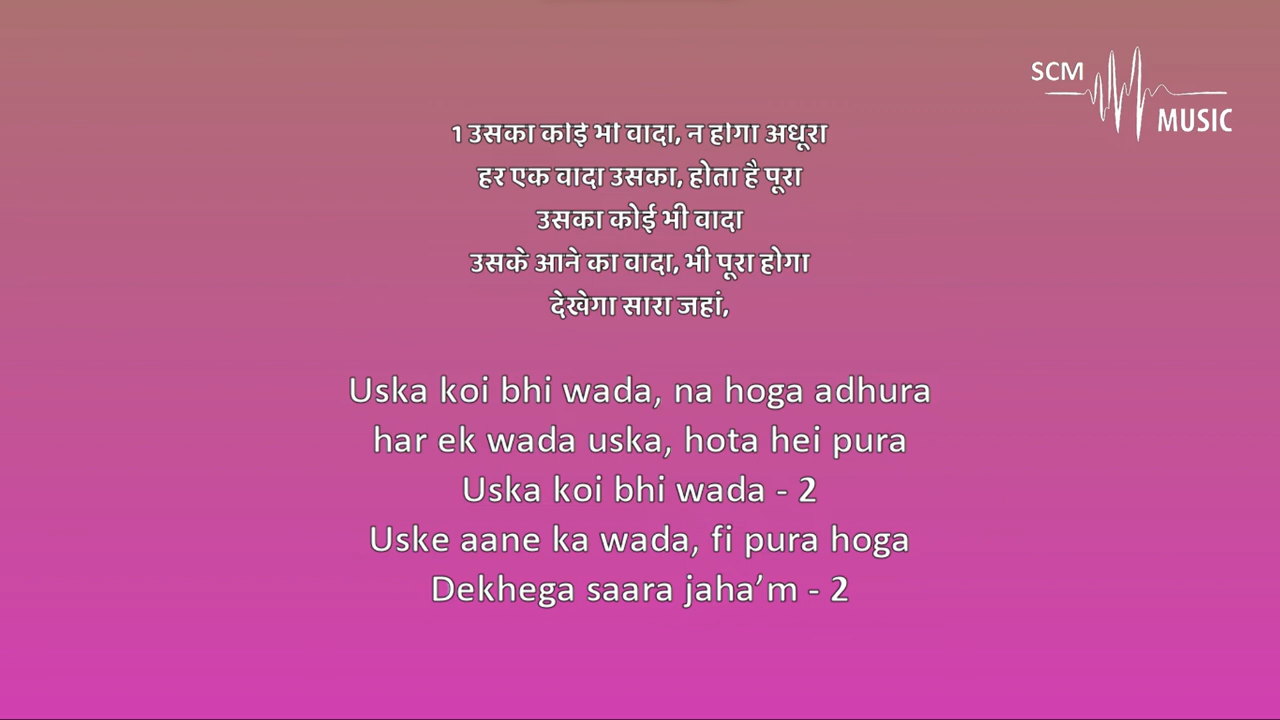 SCM
MUSIC
1 उसका कोई भी वादा, न होगा अधूरा
हर एक वादा उसका, होता है पूरा
उसका कोई भी वादा
उसके आने का वादा, भी पूरा होगा
देखेगा सारा जहां,
Uska koi bhi wada, na hoga adhura
har ek wada uska, hota hei pura
Uska koi bhi wada - 2
Uske aane ka wada, fi pura hoga
Dekhega saara jaha’m - 2